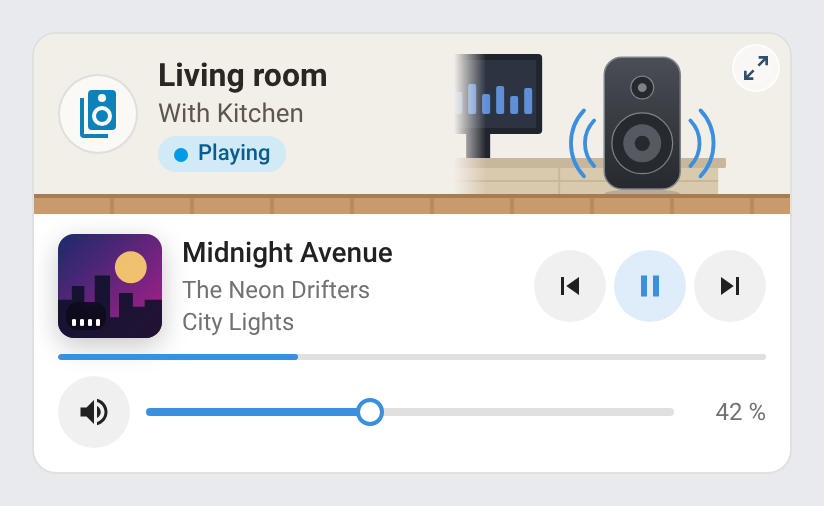 Living room
With Kitchen
Playing
Midnight Avenue
The Neon Drifters
City Lights
42 %